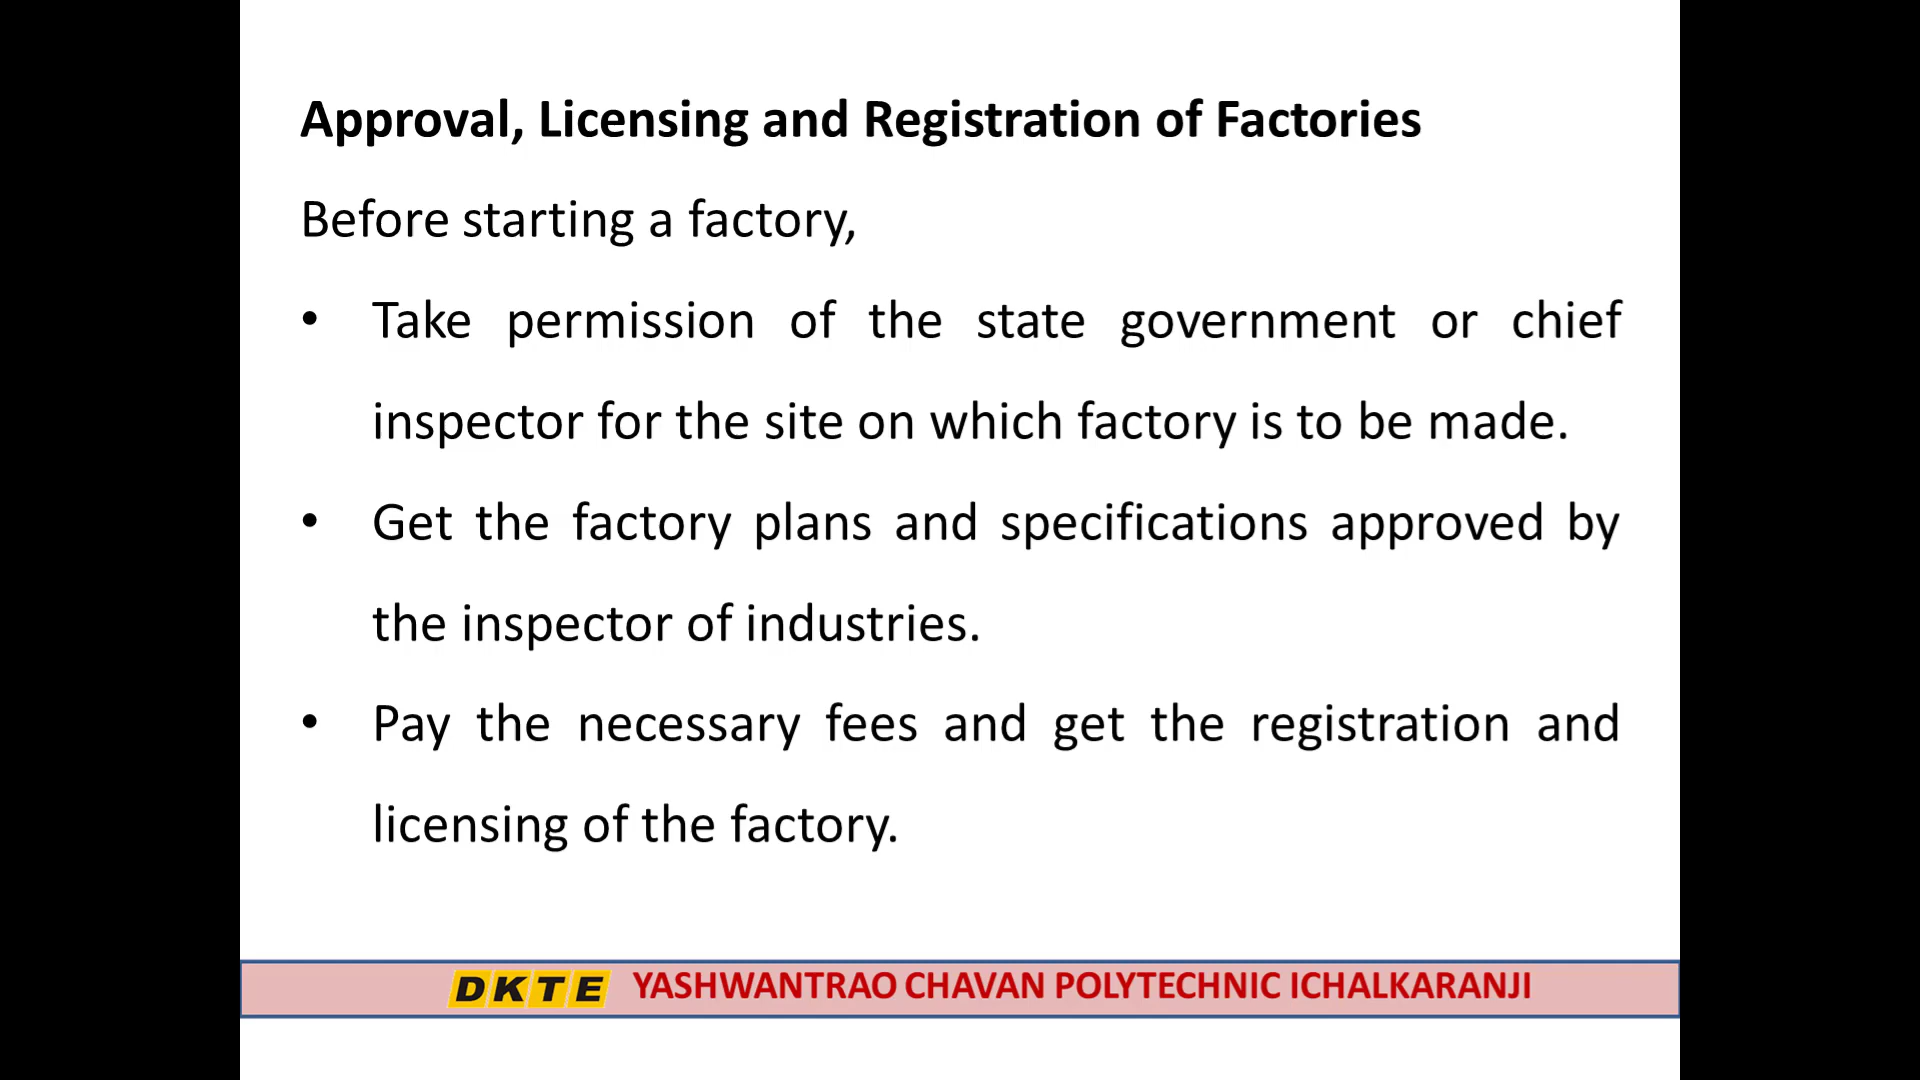 Approval, Licensing and Registration of Factories
Before starting a factory,
• Take permission of the state government or chief
inspector for the site on which factory is to be made.
• Get the factory plans and specifications approved by
the inspector of industries.
• Pay the necessary fees and get the registration and
licensing of the factory.
DKTE YASHWANTRAO CHAVAN POLYTECHNIC ICHALKARANJI